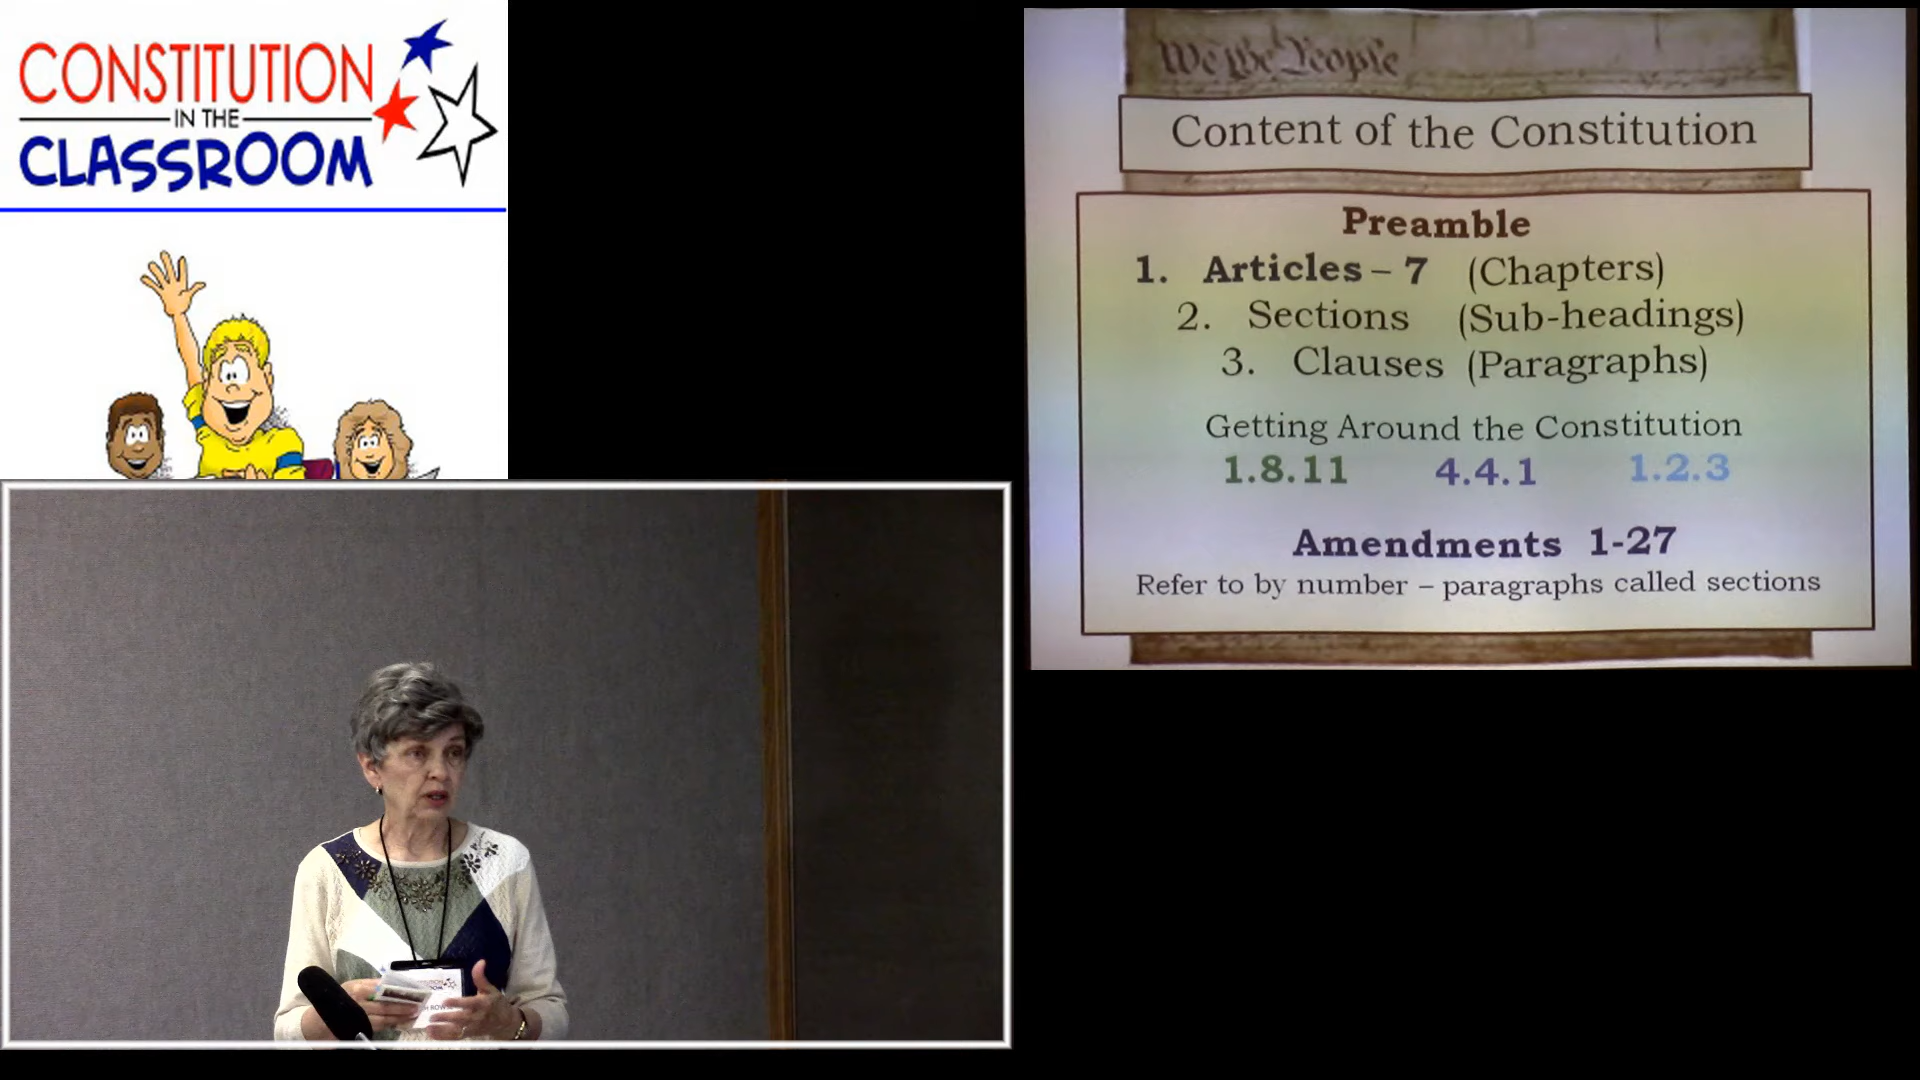 CONSTITUTION
IN THE
CLASSROOM
We the People
Content of the Constitution
Preamble
1. Articles – 7 (Chapters)
2. Sections (Sub-headings)
3. Clauses (Paragraphs)
Getting Around the Constitution
1.8.11 4.4.1 1.2.3
Amendments 1-27
Refer to by number – paragraphs called sections